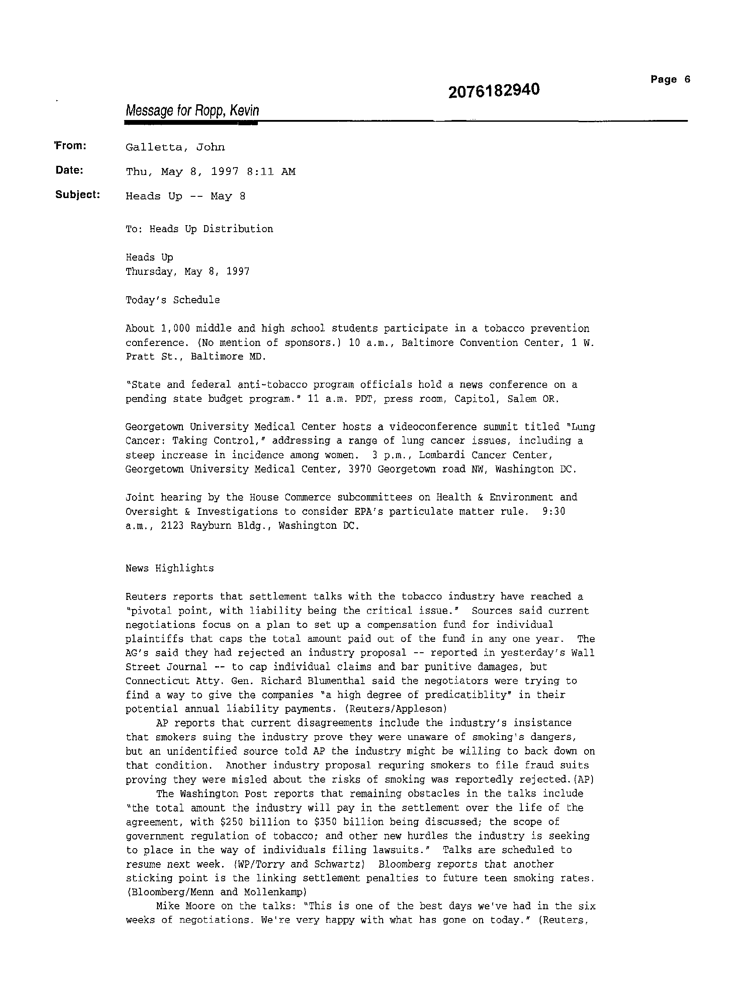 Page 6
2076182940
Message for Ropp, Kevin
From: Galletta, John
Date: Thu, May 8, 1997 8:11 AM
Subject: Heads Up -- May 8
To: Heads Up Distribution
Heads Up
Thursday, May 8, 1997
Today's Schedule
About 1,000 middle and high school students participate in a tobacco prevention
conference. (No mention of sponsors.) 10 a.m., Baltimore Convention Center, 1 W.
Pratt St., Baltimore MD.
"State and federal anti-tobacco program officials hold a news conference on a
pending state budget program." 11 a.m. PDT, press room, Capitol, Salem OR.
Georgetown University Medical Center hosts a videoconference summit titled "Lung
Cancer: Taking Control," addressing a range of lung cancer issues, including a
steep increase in incidence among women. 3 p.m., Lombardi Cancer Center,
Georgetown University Medical Center, 3970 Georgetown road NW, Washington DC.
Joint hearing by the House Commerce subcommittees on Health & Environment and
Oversight & Investigations to consider EPA's particulate matter rule. 9:30
a.m., 2123 Rayburn Bldg., Washington DC.
News Highlights
Reuters reports that settlement talks with the tobacco industry have reached a
"pivotal point, with liability being the critical issue." Sources said current
negotiations focus on a plan to set up a compensation fund for individual
plaintiffs that caps the total amount paid out of the fund in any one year. The
AG's said they had rejected an industry proposal -- reported in yesterday's Wall
Street Journal -- to cap individual claims and bar punitive damages, but
Connecticut Atty. Gen. Richard Blumenthal said the negotiators were trying to
find a way to give the companies "a high degree of predicatiblity" in their
potential annual liability payments. (Reuters/Appleson)
AP reports that current disagreements include the industry's insistance
that smokers suing the industry prove they were unaware of smoking's dangers,
but an unidentified source told AP the industry might be willing to back down on
that condition. Another industry proposal requring smokers to file fraud suits
proving they were misled about the risks of smoking was reportedly rejected.(AP)
The Washington Post reports that remaining obstacles in the talks include
"the total amount the industry will pay in the settlement over the life of the
agreement, with $250 billion to $350 billion being discussed; the scope of
government regulation of tobacco; and other new hurdles the industry is seeking
to place in the way of individuals filing lawsuits." Talks are scheduled to
resume next week. (WP/Torry and Schwartz) Bloomberg reports that another
sticking point is the linking settlement penalties to future teen smoking rates.
(Bloomberg/Menn and Mollenkamp)
Mike Moore on the talks: "This is one of the best days we've had in the six
weeks of negotiations. We're very happy with what has gone on today." (Reuters,